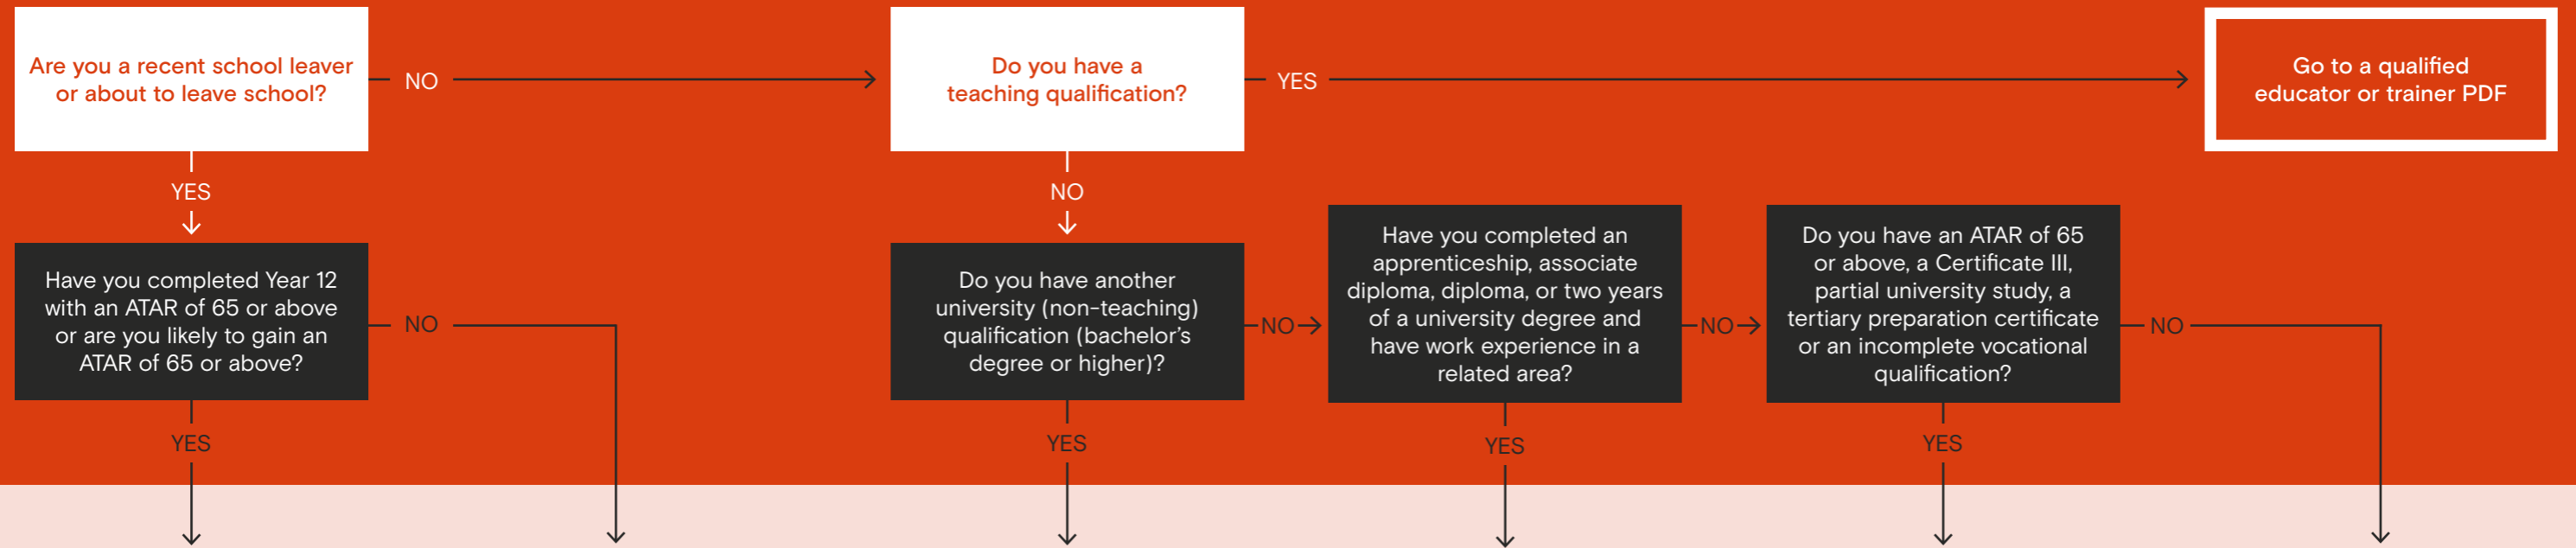 Are you a recent school leaver
or about to leave school?
NO
Do you have a
teaching qualification?
YES
Go to a qualified
educator or trainer PDF
YES
NO
Have you completed Year 12
with an ATAR of 65 or above
or are you likely to gain an
ATAR of 65 or above?
NO
Do you have another
university (non-teaching)
qualification (bachelor's
degree or higher)?
NO
Have you completed an
apprenticeship, associate
diploma, diploma, or two years
of a university degree and
have work experience in a
related area?
NO
Do you have an ATAR of 65
or above, a Certificate III,
partial university study, a
tertiary preparation certificate
or an incomplete vocational
qualification?
NO
YES
YES
YES
YES